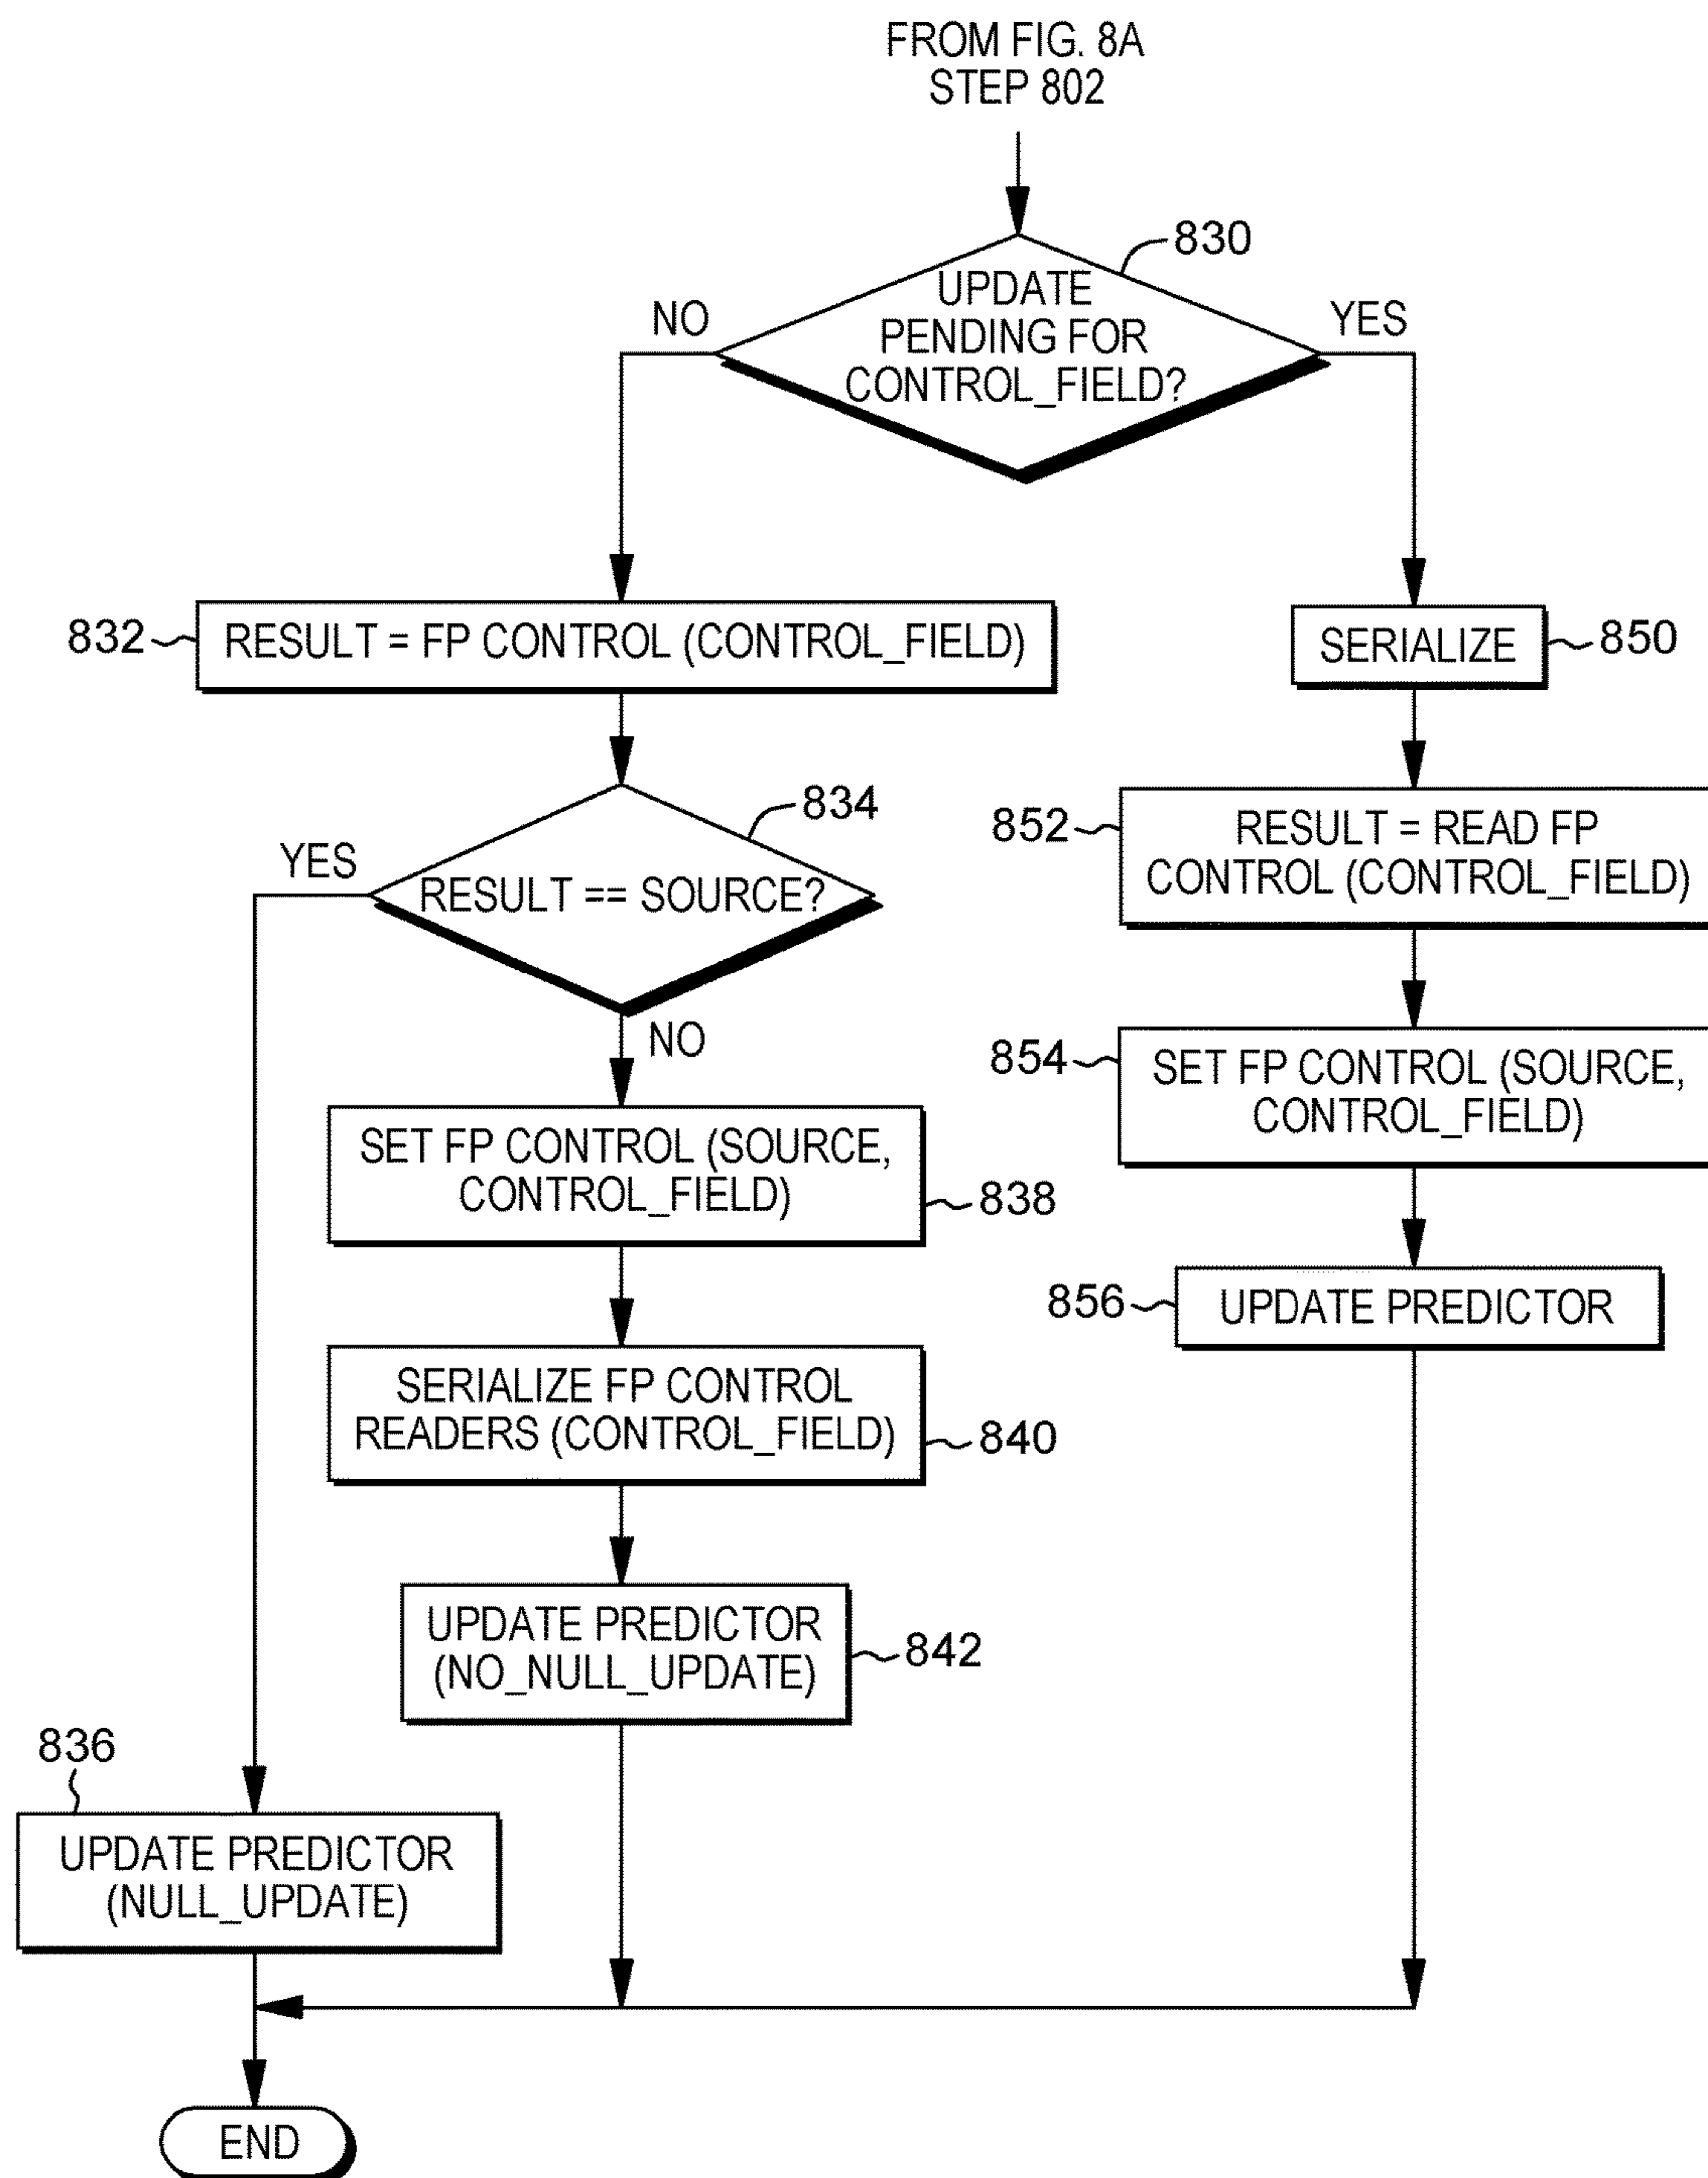 FROM FIG. 8A
STEP 802
830
UPDATE
PENDING FOR
CONTROL_FIELD?
NO
YES
832
RESULT = FP CONTROL (CONTROL_FIELD)
SERIALIZE
850
834
YES
RESULT == SOURCE?
NO
852
RESULT = READ FP
CONTROL (CONTROL_FIELD)
854
SET FP CONTROL (SOURCE,
CONTROL_FIELD)
SET FP CONTROL (SOURCE,
CONTROL_FIELD)
838
856
UPDATE PREDICTOR
SERIALIZE FP CONTROL
READERS (CONTROL_FIELD)
840
UPDATE PREDICTOR
(NO_NULL_UPDATE)
842
836
UPDATE PREDICTOR
(NULL_UPDATE)
END